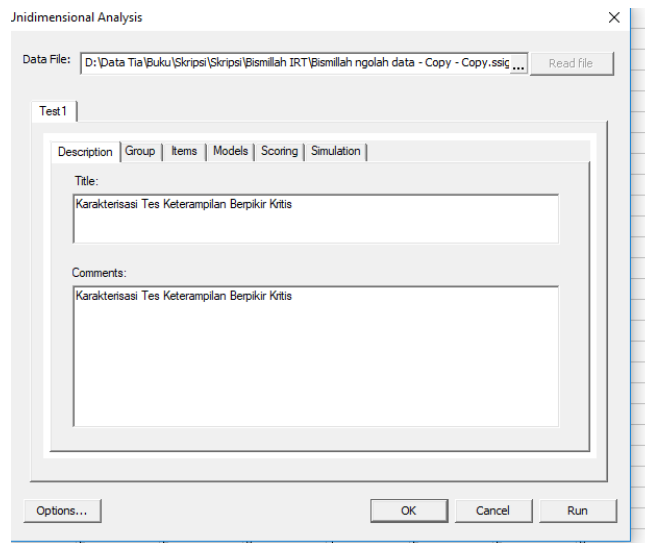 Unidimensional Analysis
Data File: D:\Data Tia\Buku\Skripsi\Skripsi\Bismillah IRT\Bismillah ngolah data - Copy - Copy.ssig ... Read file
Test1
Description Group Items Models Scoring Simulation
Title:
Karakterisasi Tes Keterampilan Berpikir Kritis
Comments:
Karakterisasi Tes Keterampilan Berpikir Kritis
Options... OK Cancel Run